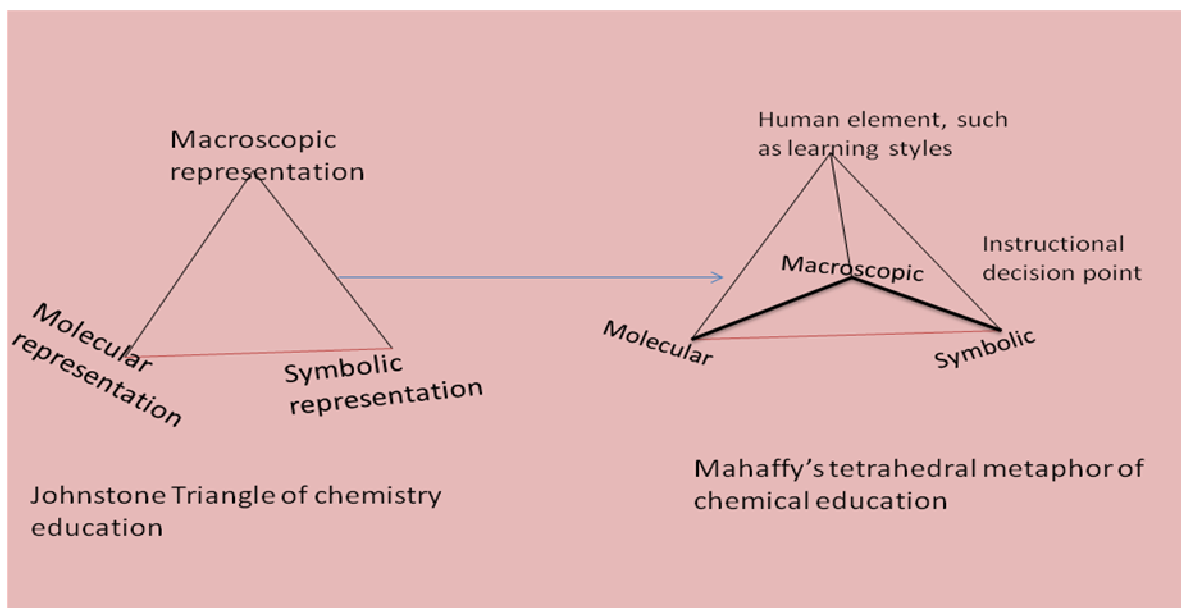 Macroscopic
representation
Molecular
representation
Symbolic
representation
Johnstone Triangle of chemistry
education
Human element, such
as learning styles
Instructional
decision point
Macroscopic
Molecular
Symbolic
Mahaffy’s tetrahedral metaphor of
chemical education